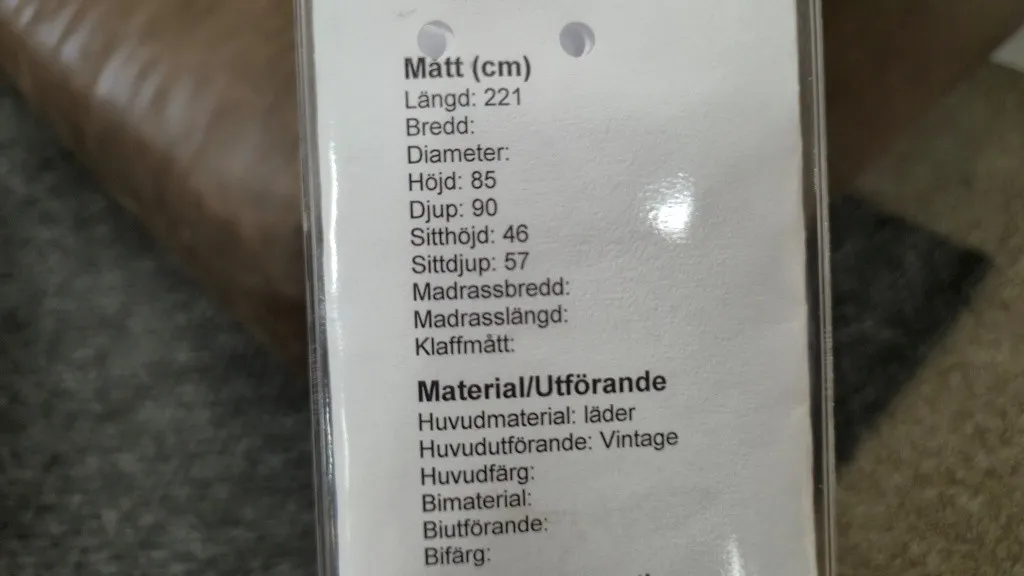 Mått (cm)
Längd: 221
Bredd:
Diameter:
Höjd: 85
Djup: 90
Sitthöjd: 46
Sittdjup: 57
Madrassbredd:
Madrasslängd:
Klaffmått:
Material/Utförande
Huvudmaterial: läder
Huvudutförande: Vintage
Huvudfärg:
Bimaterial:
Biutförande:
Bifärg: